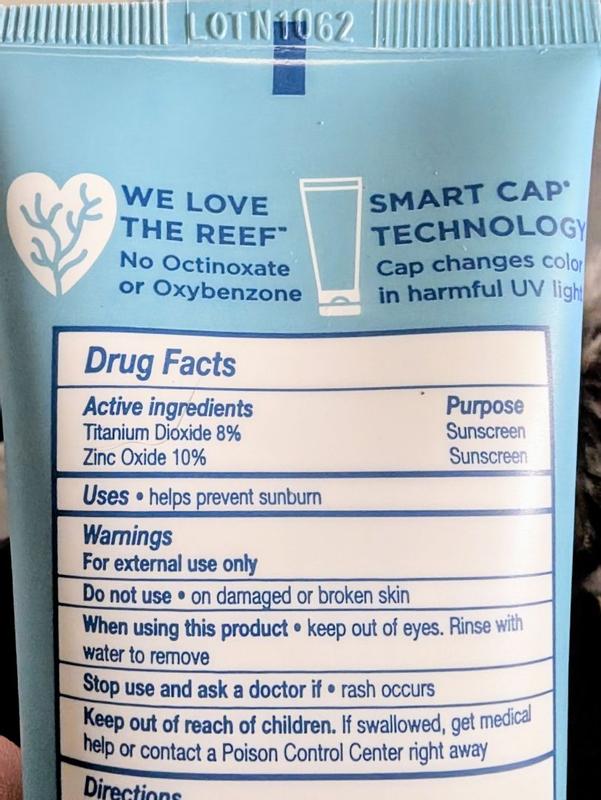 LOTN1062
WE LOVE
THE REEF™
No Octinoxate
or Oxybenzone
SMART CAP*
TECHNOLOGY
Cap changes color
in harmful UV light
Drug Facts
Active ingredients Purpose
Titanium Dioxide 8% Sunscreen
Zinc Oxide 10% Sunscreen
Uses • helps prevent sunburn
Warnings
For external use only
Do not use • on damaged or broken skin
When using this product • keep out of eyes. Rinse with
water to remove
Stop use and ask a doctor if • rash occurs
Keep out of reach of children. If swallowed, get medical
help or contact a Poison Control Center right away
Directions